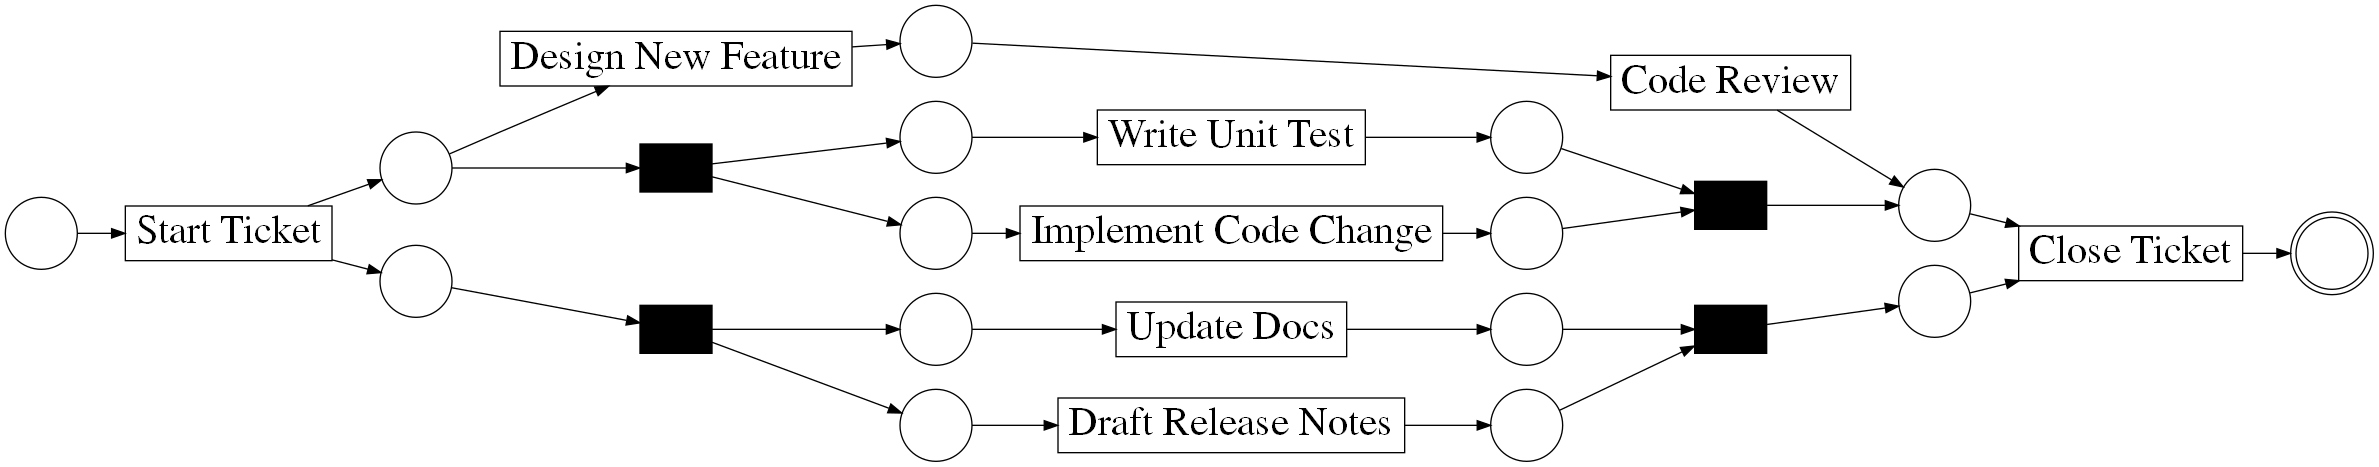 Design New Feature
Code Review
Write Unit Test
Start Ticket
Implement Code Change
Close Ticket
Update Docs
Draft Release Notes